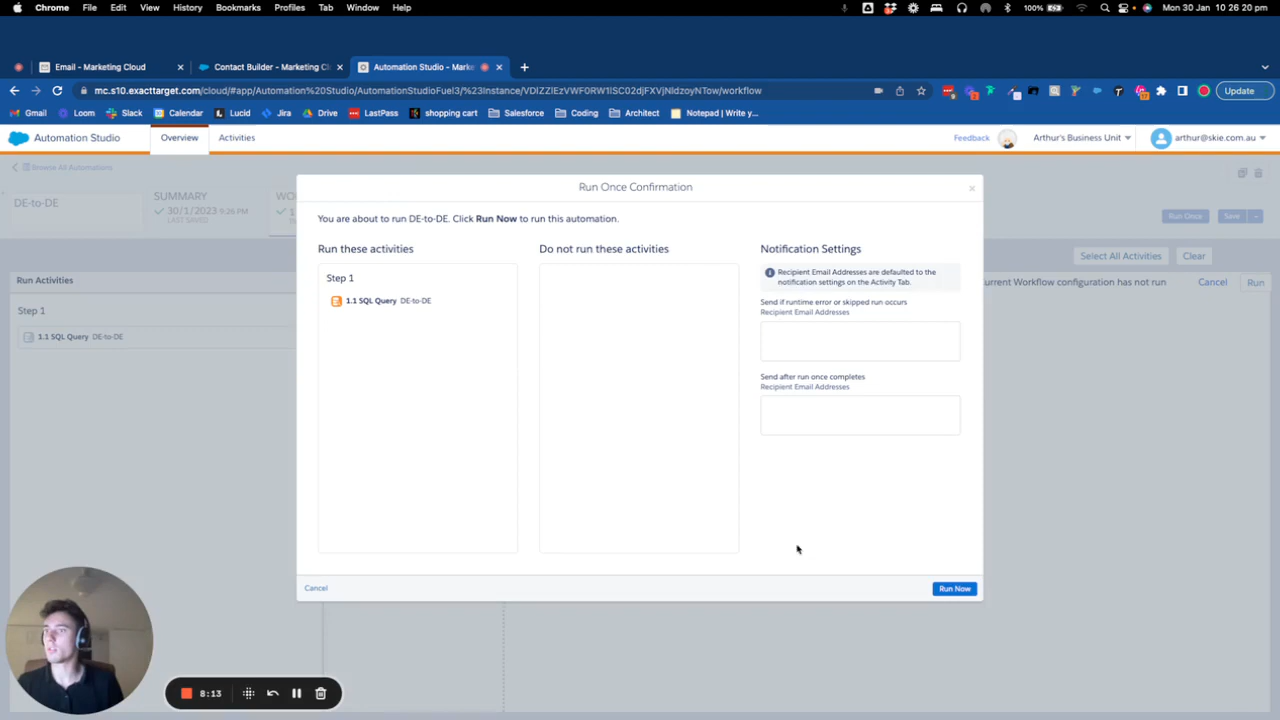 Chrome File Edit View History Bookmarks Profiles Tab Window Help
100% Mon 30 Jan 10 26 20 pm
Email - Marketing Cloud
Contact Builder - Marketing Cl
Automation Studio - Marke
mc.s10.exacttarget.com/cloud/#app/Automation%20Studio/AutomationStudioFuel3/%23Instance/VDlZZlEzVWF0RW1lSC02djFXVjNldzoyNTow/workflow
Update
Gmail Loom Slack Calendar Lucid Jira Drive LastPass shopping cart Salesforce Coding Architect Notepad | Write y...
Automation Studio Overview Activities Feedback Arthur's Business Unit arthur@skie.com.au
Browse All Automations
DE-to-DE
SUMMARY
30/1/2023 9:26 PM
LAST SAVED
WO
1
Run Once Save
Select All Activities Clear
Run Activities
urrent Workflow configuration has not run Cancel Run
Step 1
1.1 SQL Query DE-to-DE
Run Once Confirmation
You are about to run DE-to-DE. Click Run Now to run this automation.
Run these activities
Step 1
1.1 SQL Query DE-to-DE
Do not run these activities
Notification Settings
Recipient Email Addresses are defaulted to the
notification settings on the Activity Tab.
Send if runtime error or skipped run occurs
Recipient Email Addresses
Send after run once completes
Recipient Email Addresses
Cancel
Run Now
8:13